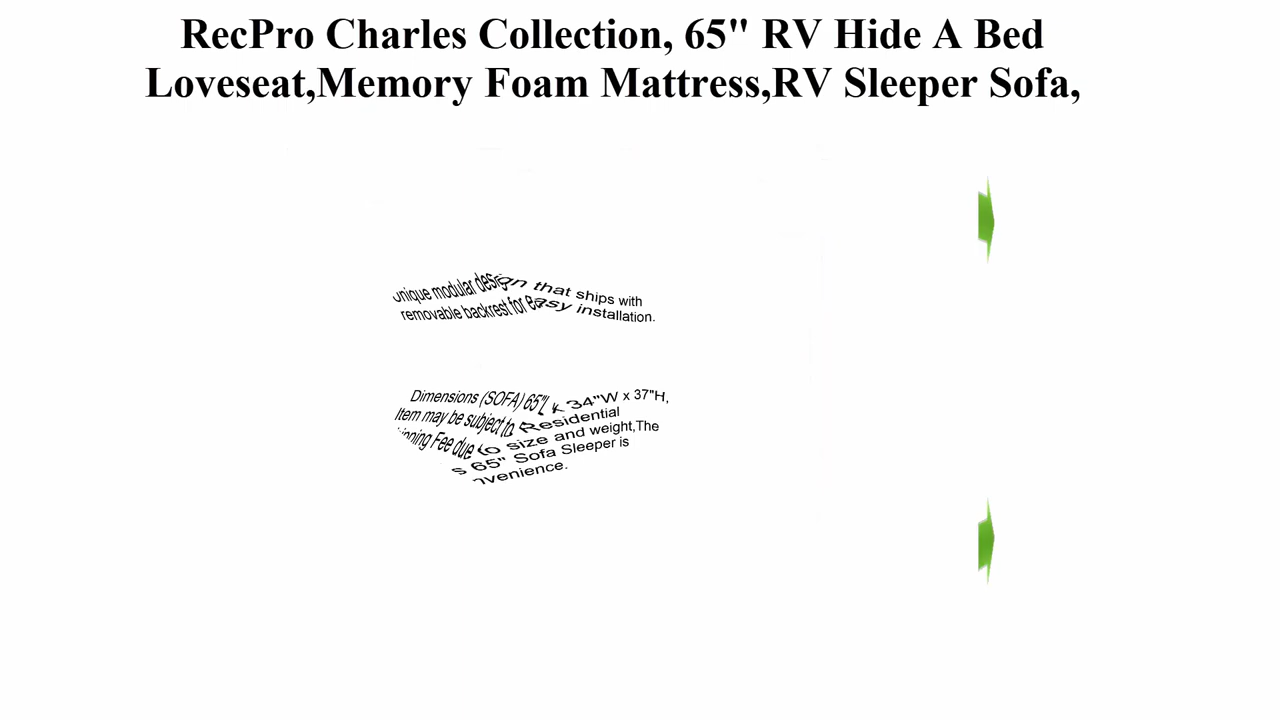 RecPro Charles Collection, 65" RV Hide A Bed
Loveseat,Memory Foam Mattress,RV Sleeper Sofa,
unique modular design that ships with
removable backrest for easy installation.
Dimensions (SOFA) 65"L x 34"W x 37"H,
Item may be subject to Residential
Fee due to size and weight,The
65" Sofa Sleeper is